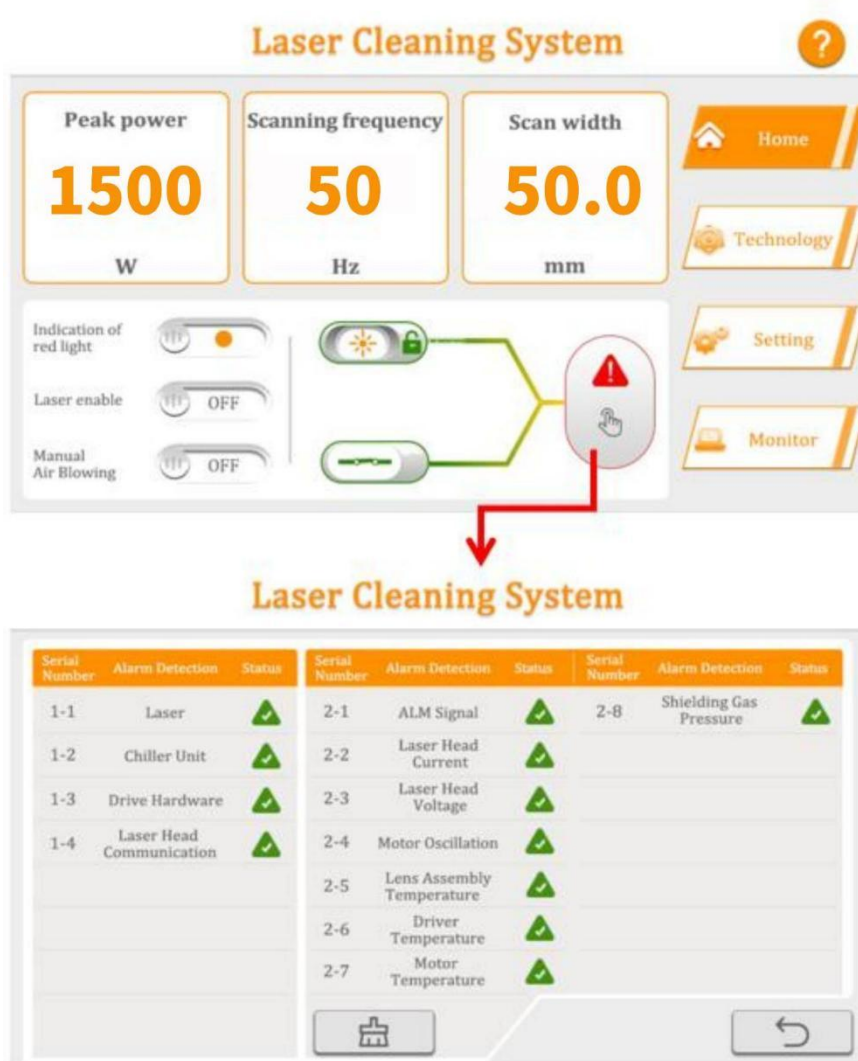 Laser Cleaning System
?
Peak power
1500
W
Scanning frequency
50
Hz
Scan width
50.0
mm
Home
Technology
Setting
Monitor
Indication of
red light
Laser enable
OFF
Manual
Air Blowing
OFF
Laser Cleaning System
Serial
Number
Alarm Detection
Status
1-1 Laser
1-2 Chiller Unit
1-3 Drive Hardware
1-4 Laser Head
Communication
Serial
Number
Alarm Detection
Status
2-1 ALM Signal
2-2 Laser Head
Current
2-3 Laser Head
Voltage
2-4 Motor Oscillation
2-5 Lens Assembly
Temperature
2-6 Driver
Temperature
2-7 Motor
Temperature
Serial
Number
Alarm Detection
Status
2-8 Shielding Gas
Pressure